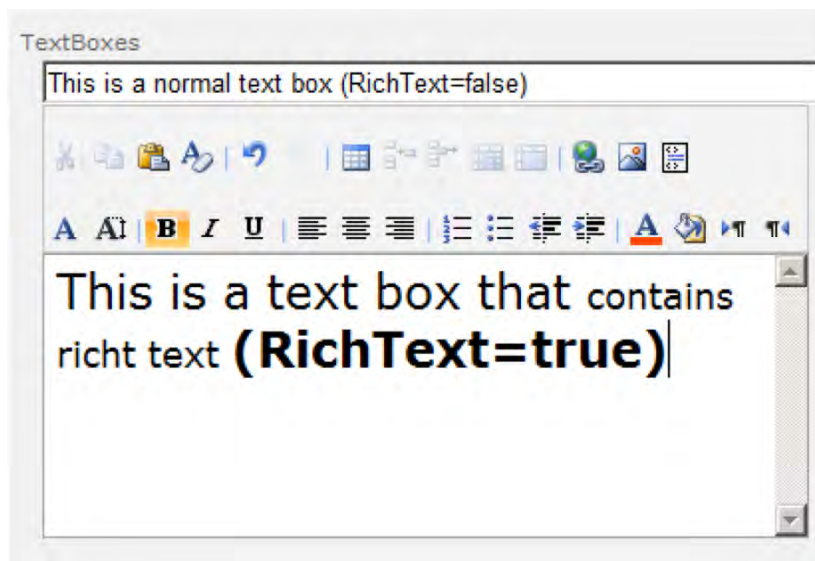 TextBoxes
This is a normal text box (RichText=false)
A A B I U A
This is a text box that contains
richt text (RichText=true)